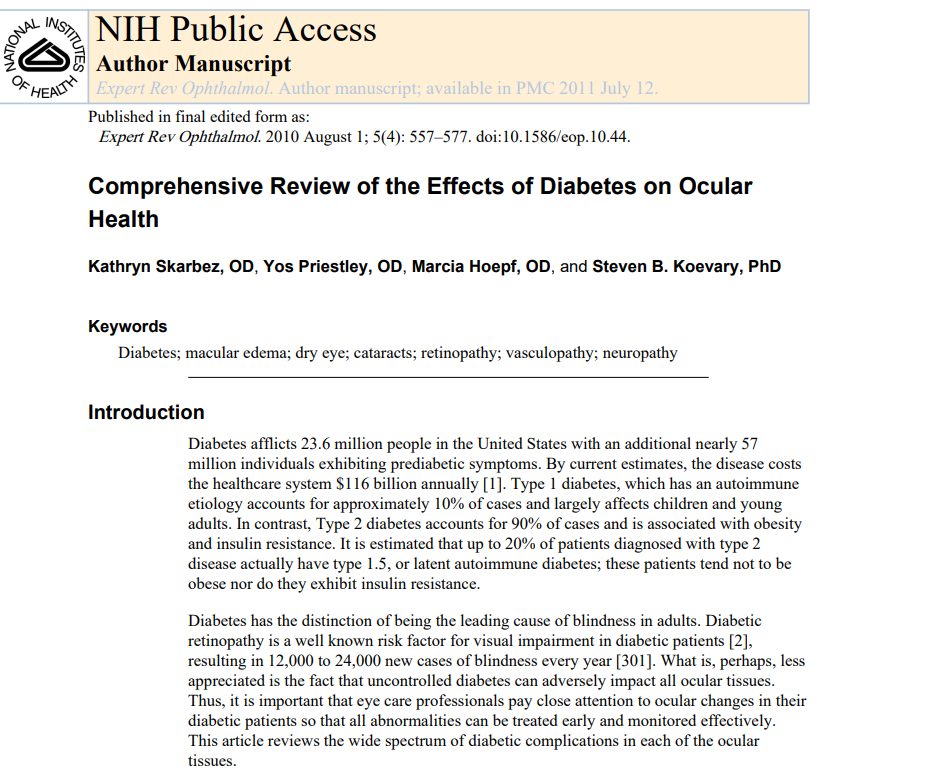 NATIONAL INSTITUTES
OF HEALTH
NIH Public Access
Author Manuscript
Expert Rev Ophthalmol. Author manuscript; available in PMC 2011 July 12.
Published in final edited form as:
Expert Rev Ophthalmol. 2010 August 1; 5(4): 557–577. doi:10.1586/eop.10.44.
Comprehensive Review of the Effects of Diabetes on Ocular
Health
Kathryn Skarbez, OD, Yos Priestley, OD, Marcia Hoepf, OD, and Steven B. Koevary, PhD
Keywords
Diabetes; macular edema; dry eye; cataracts; retinopathy; vasculopathy; neuropathy
Introduction
Diabetes afflicts 23.6 million people in the United States with an additional nearly 57
million individuals exhibiting prediabetic symptoms. By current estimates, the disease costs
the healthcare system $116 billion annually [1]. Type 1 diabetes, which has an autoimmune
etiology accounts for approximately 10% of cases and largely affects children and young
adults. In contrast, Type 2 diabetes accounts for 90% of cases and is associated with obesity
and insulin resistance. It is estimated that up to 20% of patients diagnosed with type 2
disease actually have type 1.5, or latent autoimmune diabetes; these patients tend not to be
obese nor do they exhibit insulin resistance.
Diabetes has the distinction of being the leading cause of blindness in adults. Diabetic
retinopathy is a well known risk factor for visual impairment in diabetic patients [2],
resulting in 12,000 to 24,000 new cases of blindness every year [301]. What is, perhaps, less
appreciated is the fact that uncontrolled diabetes can adversely impact all ocular tissues.
Thus, it is important that eye care professionals pay close attention to ocular changes in their
diabetic patients so that all abnormalities can be treated early and monitored effectively.
This article reviews the wide spectrum of diabetic complications in each of the ocular
tissues.